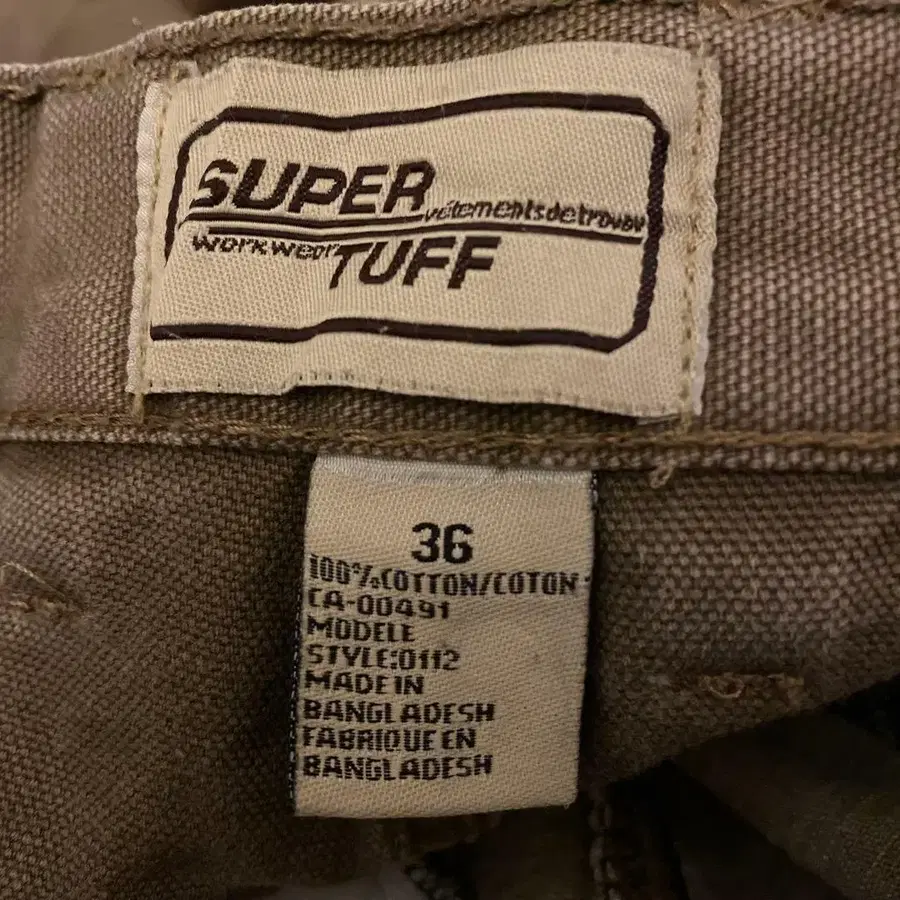 SUPER
vêtements de travail
workwear
TUFF
36
100% COTTON/COTON
CA-00491
MODELE
STYLE:0112
MADE IN
BANGLADESH
FABRIQUE EN
BANGLADESH